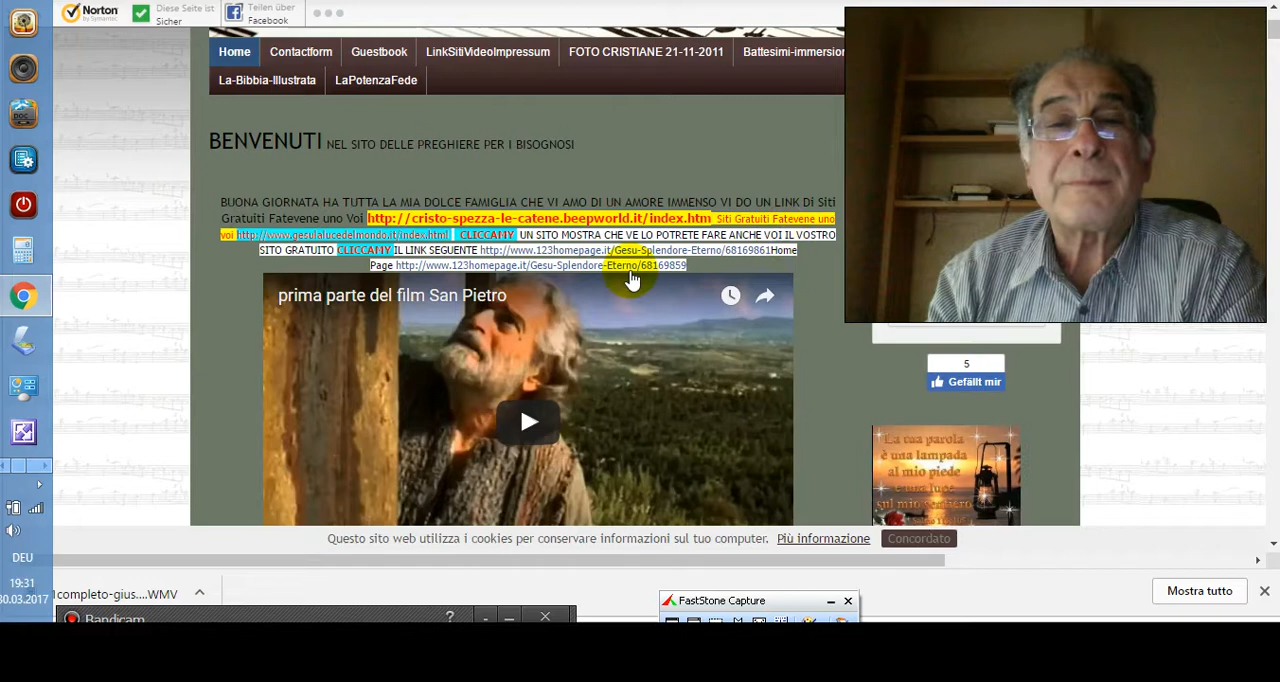 Norton
by Symantec
Diese Seite ist
Sicher
Teilen über
Facebook
Home
Contactform
Guestbook
LinkSitiVideoImpressum
FOTO CRISTIANE 21-11-2011
La-Bibbia-Illustrata
LaPotenzaFede
BENVENUTI NEL SITO DELLE PREGHIERE PER I BISOGNOSI
BUONA GIORNATA HA TUTTA LA MIA DOLCE FAMIGLIA CHE VI AMO DI UN AMORE IMMENSO VI DO UN LINK Di Siti
Gratuiti Fatevene uno Voi http://cristo-spezza-le-catene.beepworld.it/index.htm Siti Gratuiti Fatevene uno
voi http://www.gesulalucedelmondo.it/index.html CLICCAMY UN SITO MOSTRA CHE VE LO POTRETE FARE ANCHE VOI IL VOSTRO
SITO GRATUITO CLICCAMY IL LINK SEGUENTE http://www.123homepage.it/Gesu-Splendore-Eterno/68169861Home
Page http://www.123homepage.it/Gesu-Splendore-Eterno/68169859
prima parte del film San Pietro
5
Gefällt mir
La tua parola
è una lampada
al mio piede
sul mio sentiero
Questo sito web utilizza i cookies per conservare informazioni sul tuo computer. Più informazione Concordato
DOC
DEU
19:31
30.03.2017
completo-gius....WMV
Mostra tutto
Bandicam
FastStone Capture